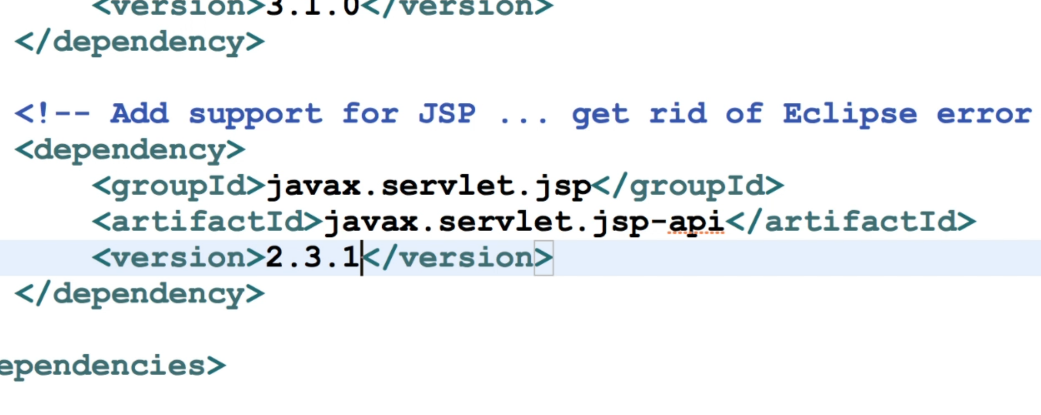 <version>3.1.0</version>
</dependency>
<!-- Add support for JSP ... get rid of Eclipse error
<dependency>
<groupId>javax.servlet.jsp</groupId>
<artifactId>javax.servlet.jsp-api</artifactId>
<version>2.3.1</version>
</dependency>
ependencies>